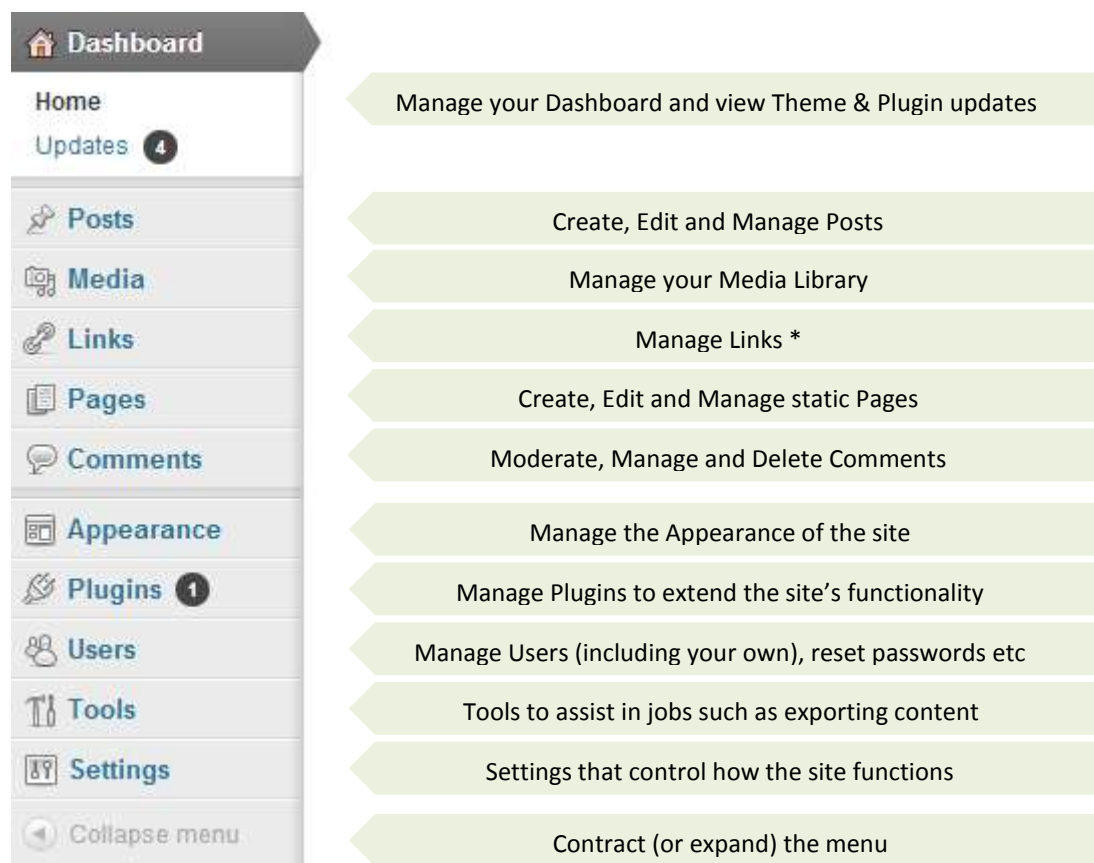 Dashboard
Home
Manage your Dashboard and view Theme & Plugin updates
Updates 4
Posts
Create, Edit and Manage Posts
Media
Manage your Media Library
Links
Manage Links *
Pages
Create, Edit and Manage static Pages
Comments
Moderate, Manage and Delete Comments
Appearance
Manage the Appearance of the site
Plugins 1
Manage Plugins to extend the site’s functionality
Users
Manage Users (including your own), reset passwords etc
Tools
Tools to assist in jobs such as exporting content
Settings
Settings that control how the site functions
Collapse menu
Contract (or expand) the menu